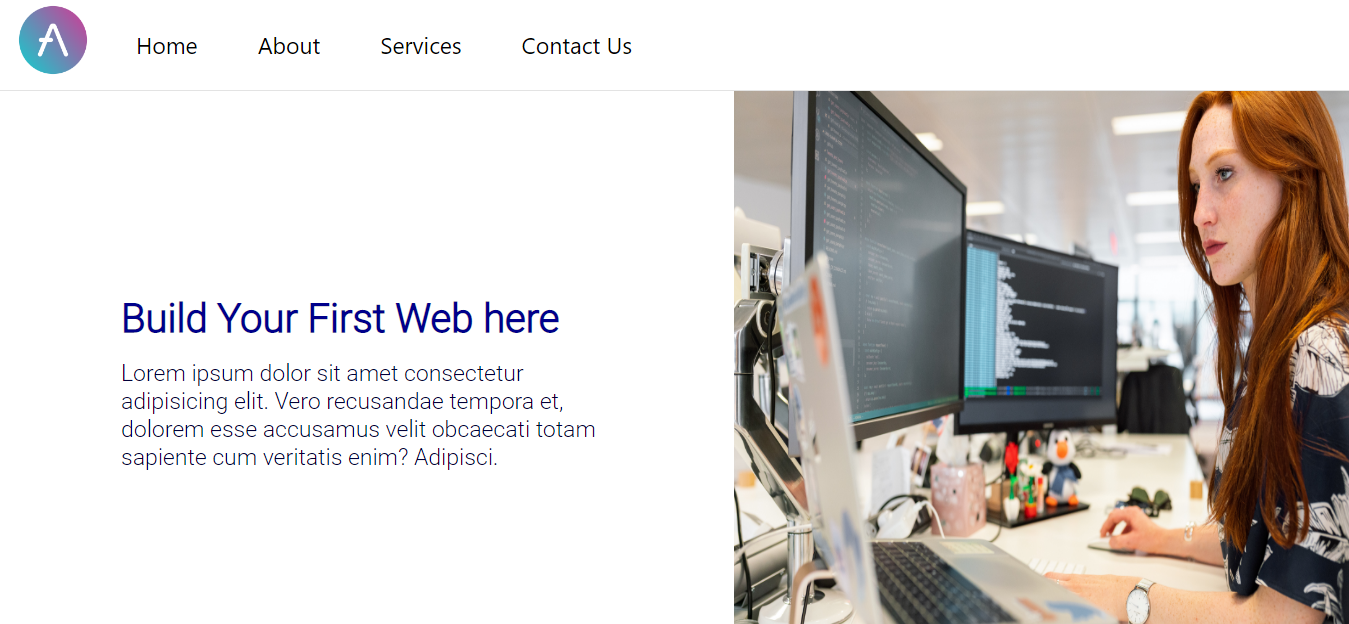 Home About Services Contact Us
Build Your First Web here
Lorem ipsum dolor sit amet consectetur
adipisicing elit. Vero recusandae tempora et,
dolorem esse accusamus velit obcaecati totam
sapiente cum veritatis enim? Adipisci.